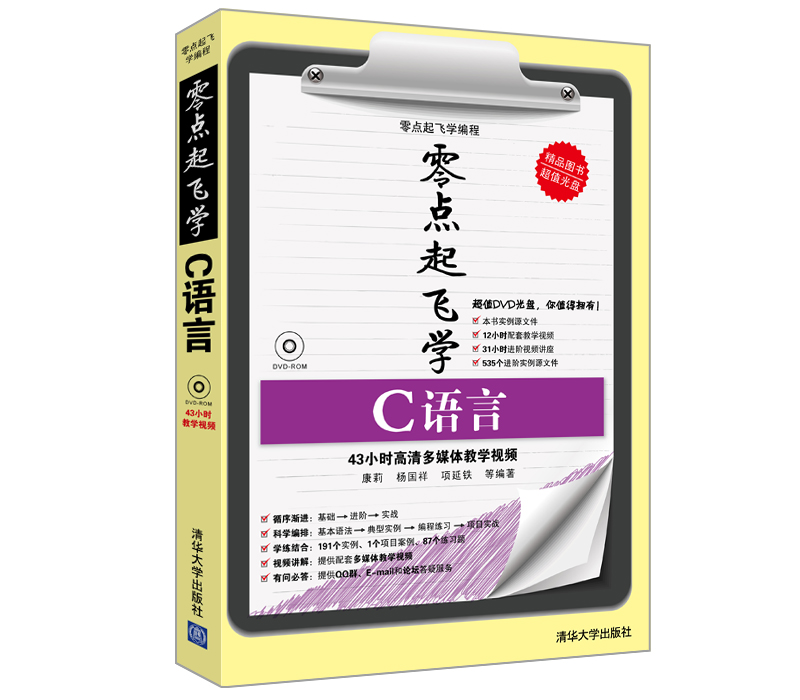 零点起飞
学编程
零点起飞学
C语言
DVD-ROM
43小时
教学视频
清华大学出版社
零点起飞学编程
零点起飞学
精品图书
超值光盘
超值DVD光盘，你值得拥有!
本书实例源文件
12小时配套教学视频
31小时进阶视频讲座
535个进阶实例源文件
DVD-ROM
C语言
43小时高清多媒体教学视频
康莉 杨国祥 项延铁 等编著
循序渐进：基础→进阶→实战
科学编排：基本语法→典型实例→编程练习→项目实战
学练结合：191个实例、1个项目案例、87个练习题
视频讲解：提供配套多媒体教学视频
有问必答：提供QQ群、E-mail和论坛答疑服务
清华大学出版社